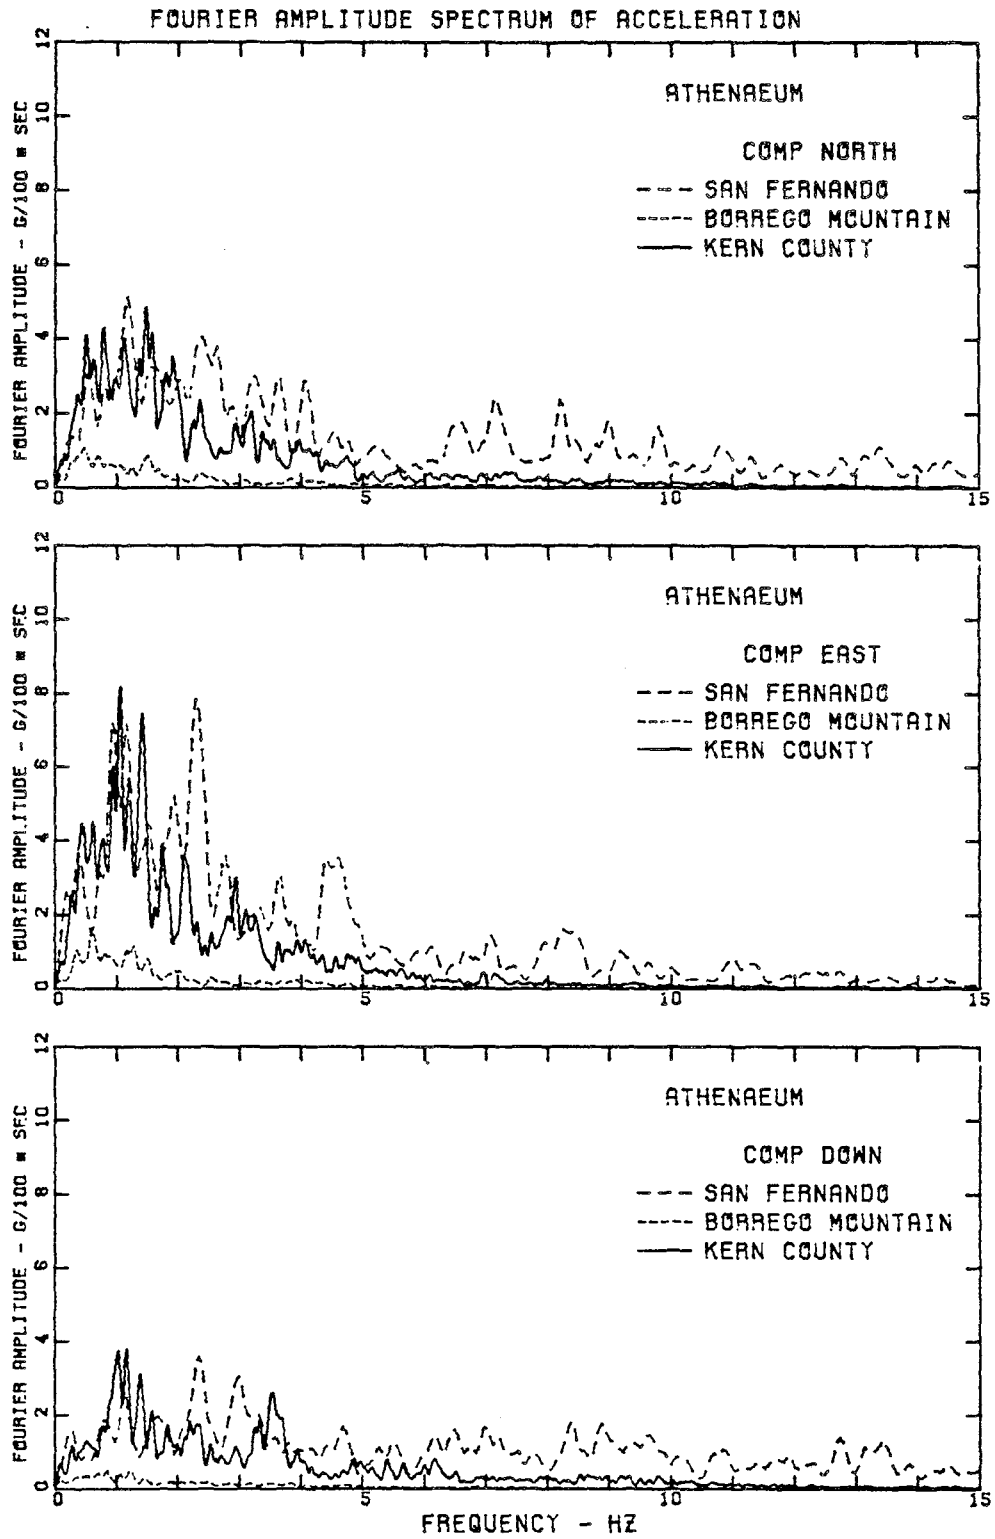 FOURIER AMPLITUDE SPECTRUM OF ACCELERATION
FOURIER AMPLITUDE - G/100 * SEC
12
10
8
6
4
2
0
ATHENAEUM
COMP NORTH
SAN FERNANDO
BORREGO MOUNTAIN
KERN COUNTY
0 5 10 15
FOURIER AMPLITUDE - G/100 * SEC
12
10
8
6
4
2
0
ATHENAEUM
COMP EAST
SAN FERNANDO
BORREGO MOUNTAIN
KERN COUNTY
0 5 10 15
FOURIER AMPLITUDE - G/100 * SEC
12
10
8
6
4
2
0
ATHENAEUM
COMP DOWN
SAN FERNANDO
BORREGO MOUNTAIN
KERN COUNTY
0 5 10 15
FREQUENCY - HZ